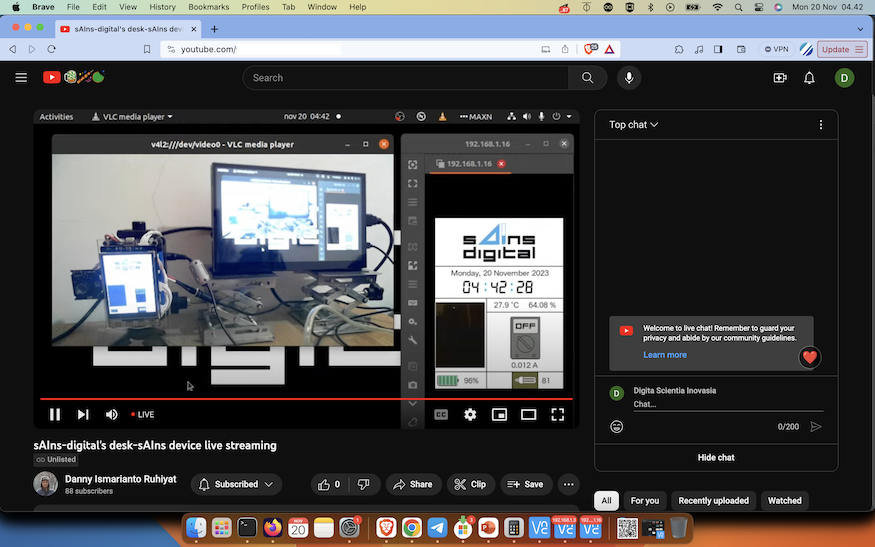 Brave File Edit View History Bookmarks Profiles Tab Window Help Mon 20 Nov 04.42
sAIns-digital's desk-sAIns dev
youtube.com/
VPN Update
Search
D
Activities VLC media player nov 20 04:42 MAXN
v4l2:///dev/video0 - VLC media player
192.168.1.16
192.168.1.16
sAIns
digital
Monday, 20 November 2023
04:42:28
27.9 °C 64.08 %
OFF
0.012 A
96% 81
LIVE
CC
Top chat
Welcome to live chat! Remember to guard your
privacy and abide by our community guidelines.
Learn more
D Digita Scientia Inovasia
Chat...
0/200
Hide chat
sAIns-digital's desk-sAIns device live streaming
Unlisted
Danny Ismarianto Ruhiyat
88 subscribers
Subscribed
0
Share
Clip
Save
All For you Recently uploaded Watched
NOV
20